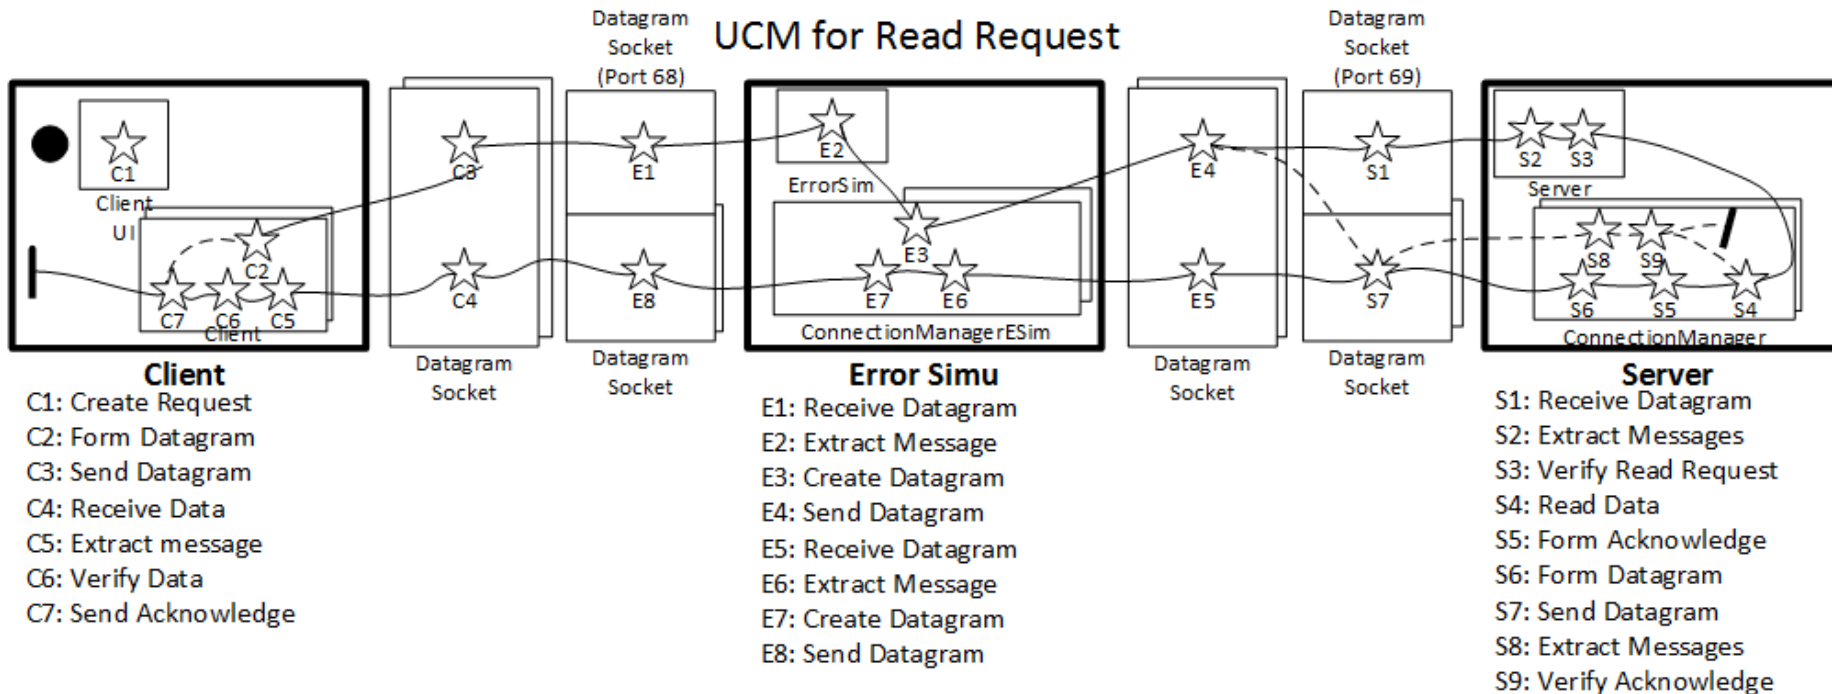 UCM for Read Request
Datagram
Socket
(Port 68)
Datagram
Socket
(Port 69)
C1
Client
UI
C2
C7
C6
C5
Client
C3
C4
Datagram
Socket
E1
E8
Datagram
Socket
E2
ErrorSim
E3
E7
E6
ConnectionManagerESim
E4
E5
Datagram
Socket
S1
S7
Datagram
Socket
S2
S3
Server
S8
S9
S6
S5
S4
ConnectionManager
Client
C1: Create Request
C2: Form Datagram
C3: Send Datagram
C4: Receive Data
C5: Extract message
C6: Verify Data
C7: Send Acknowledge
Error Simu
E1: Receive Datagram
E2: Extract Message
E3: Create Datagram
E4: Send Datagram
E5: Receive Datagram
E6: Extract Message
E7: Create Datagram
E8: Send Datagram
Server
S1: Receive Datagram
S2: Extract Messages
S3: Verify Read Request
S4: Read Data
S5: Form Acknowledge
S6: Form Datagram
S7: Send Datagram
S8: Extract Messages
S9: Verify Acknowledge